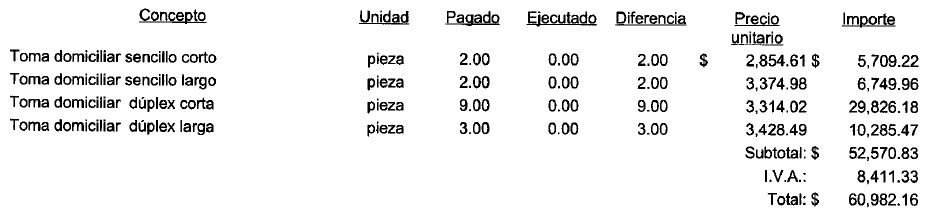 Concepto Unidad Pagado Ejecutado Diferencia Precio unitario Importe
Toma domiciliar sencillo corto pieza 2.00 0.00 2.00 $ 2,854.61 $ 5,709.22
Toma domiciliar sencillo largo pieza 2.00 0.00 2.00 3,374.98 6,749.96
Toma domiciliar dúplex corta pieza 9.00 0.00 9.00 3,314.02 29,826.18
Toma domiciliar dúplex larga pieza 3.00 0.00 3.00 3,428.49 10,285.47
Subtotal: $ 52,570.83
I.V.A.: 8,411.33
Total: $ 60,982.16